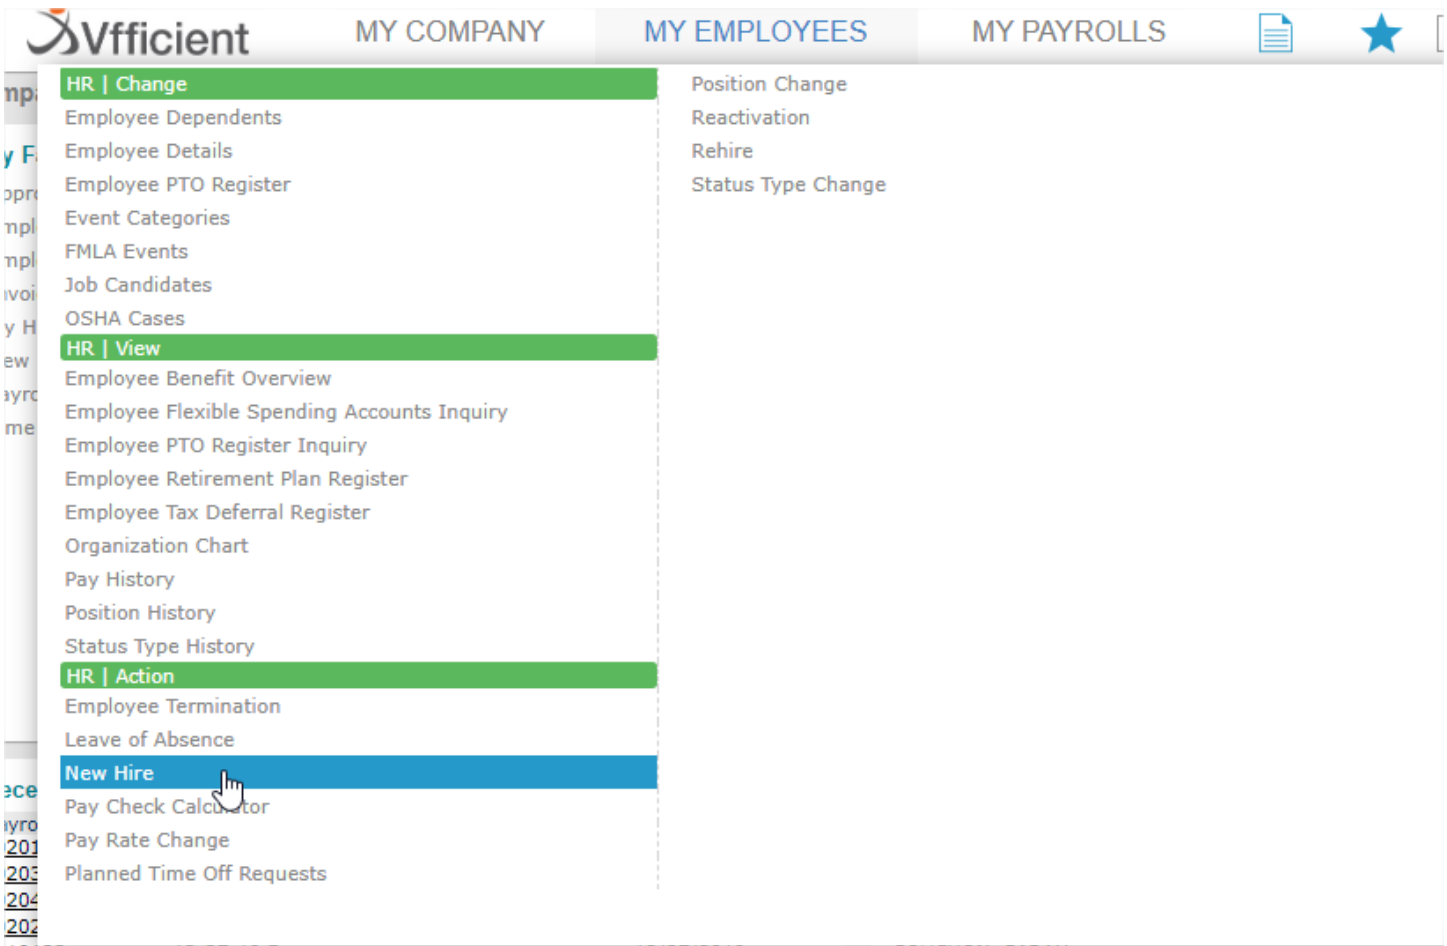 Vfficient
MY COMPANY
MY EMPLOYEES
MY PAYROLLS
HR | Change
Employee Dependents
Employee Details
Employee PTO Register
Event Categories
FMLA Events
Job Candidates
OSHA Cases
HR | View
Employee Benefit Overview
Employee Flexible Spending Accounts Inquiry
Employee PTO Register Inquiry
Employee Retirement Plan Register
Employee Tax Deferral Register
Organization Chart
Pay History
Position History
Status Type History
HR | Action
Employee Termination
Leave of Absence
New Hire
Pay Check Calculator
Pay Rate Change
Planned Time Off Requests
Position Change
Reactivation
Rehire
Status Type Change